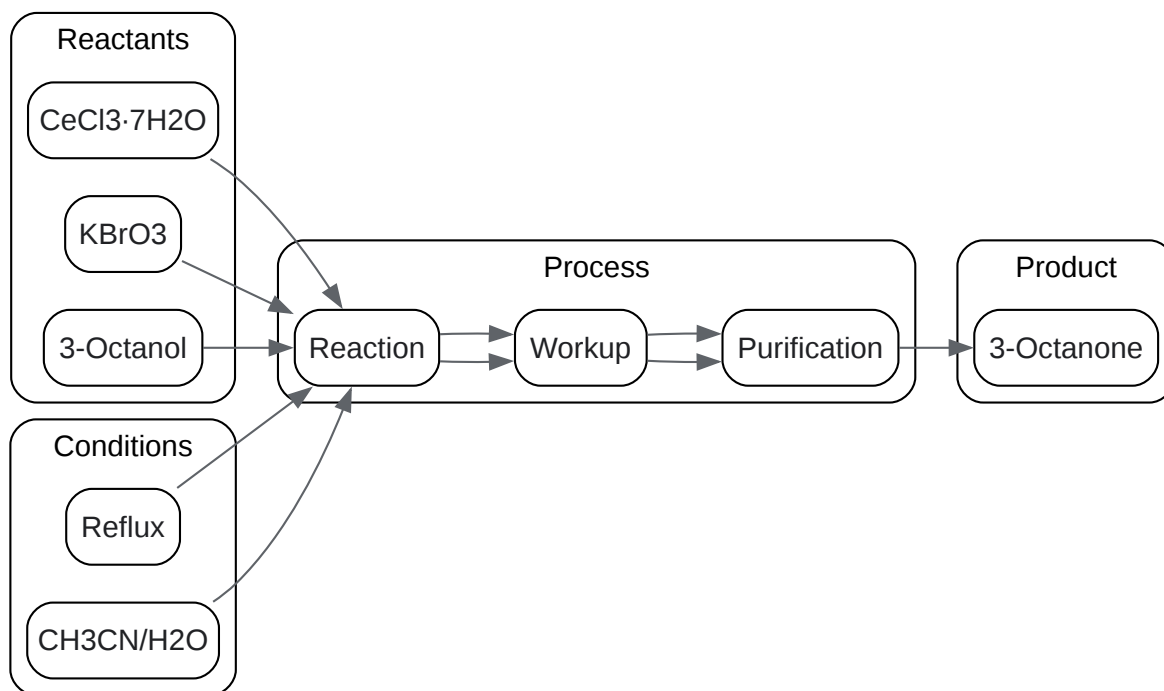 Reactants
CeCl3·7H2O
KBrO3
3-Octanol
Conditions
Reflux
CH3CN/H2O
Process
Reaction
Workup
Purification
Product
3-Octanone